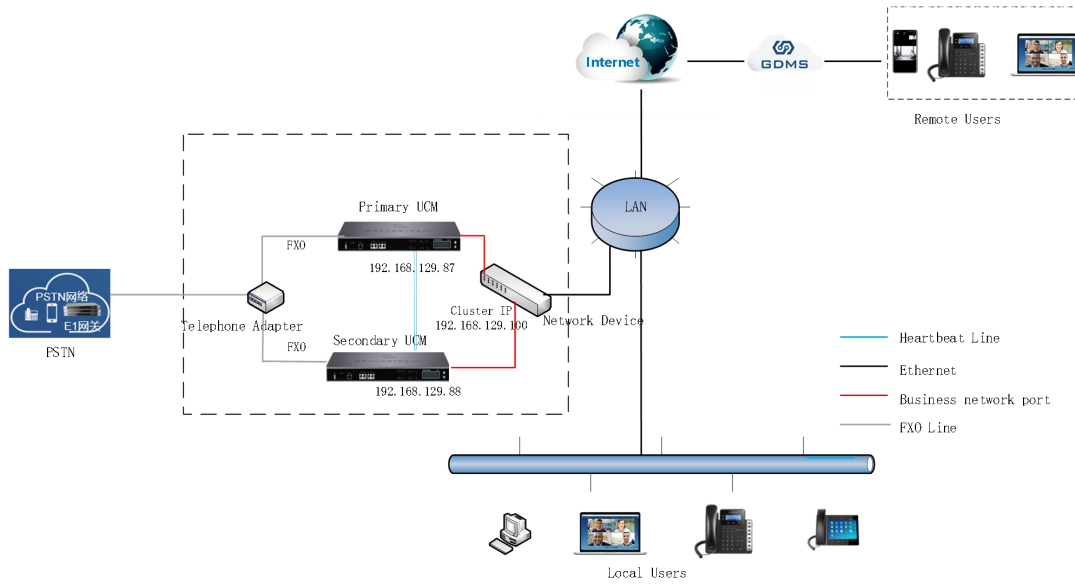 Internet
GDMS
Remote Users
LAN
Primary UCM
FXO
192.168.129.87
PSTN网络
E1网关
PSTN
Telephone Adapter
Cluster IP
192.168.129.100
Network Device
FXO
Secondary UCM
192.168.129.88
Heartbeat Line
Ethernet
Business network port
FXO Line
Local Users